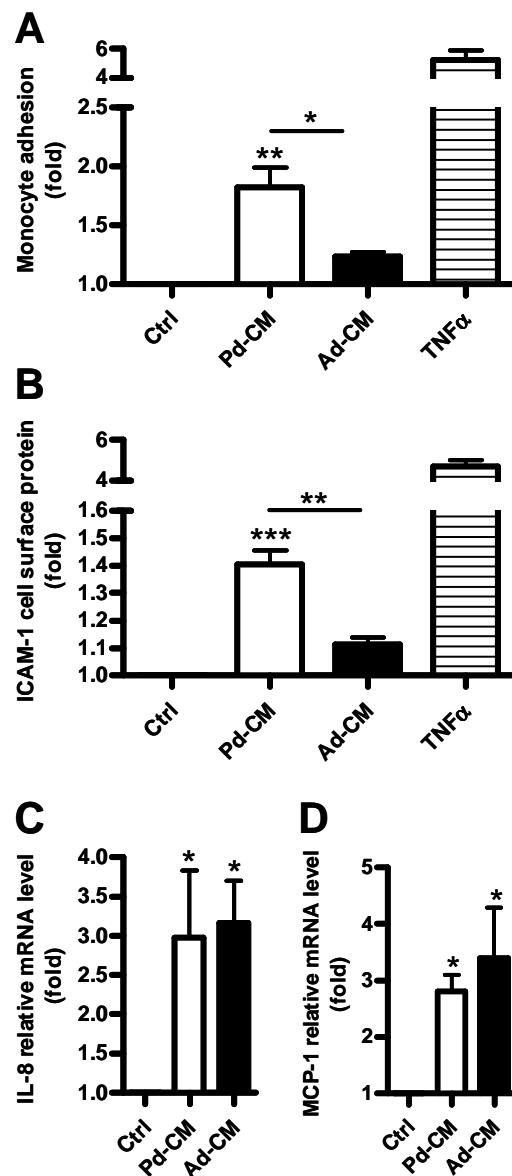 A
Monocyte adhesion
(fold)
6
4
2.5
2.0
1.5
1.0
*
**
Ctrl
Pd-CM
Ad-CM
TNFα
B
ICAM-1 cell surface protein
(fold)
6
4
1.6
1.5
1.4
1.3
1.2
1.1
1.0
**
***
Ctrl
Pd-CM
Ad-CM
TNFα
C
IL-8 relative mRNA level
(fold)
4.0
3.5
3.0
2.5
2.0
1.5
1.0
*
*
Ctrl
Pd-CM
Ad-CM
D
MCP-1 relative mRNA level
(fold)
5
4
3
2
1
*
*
Ctrl
Pd-CM
Ad-CM